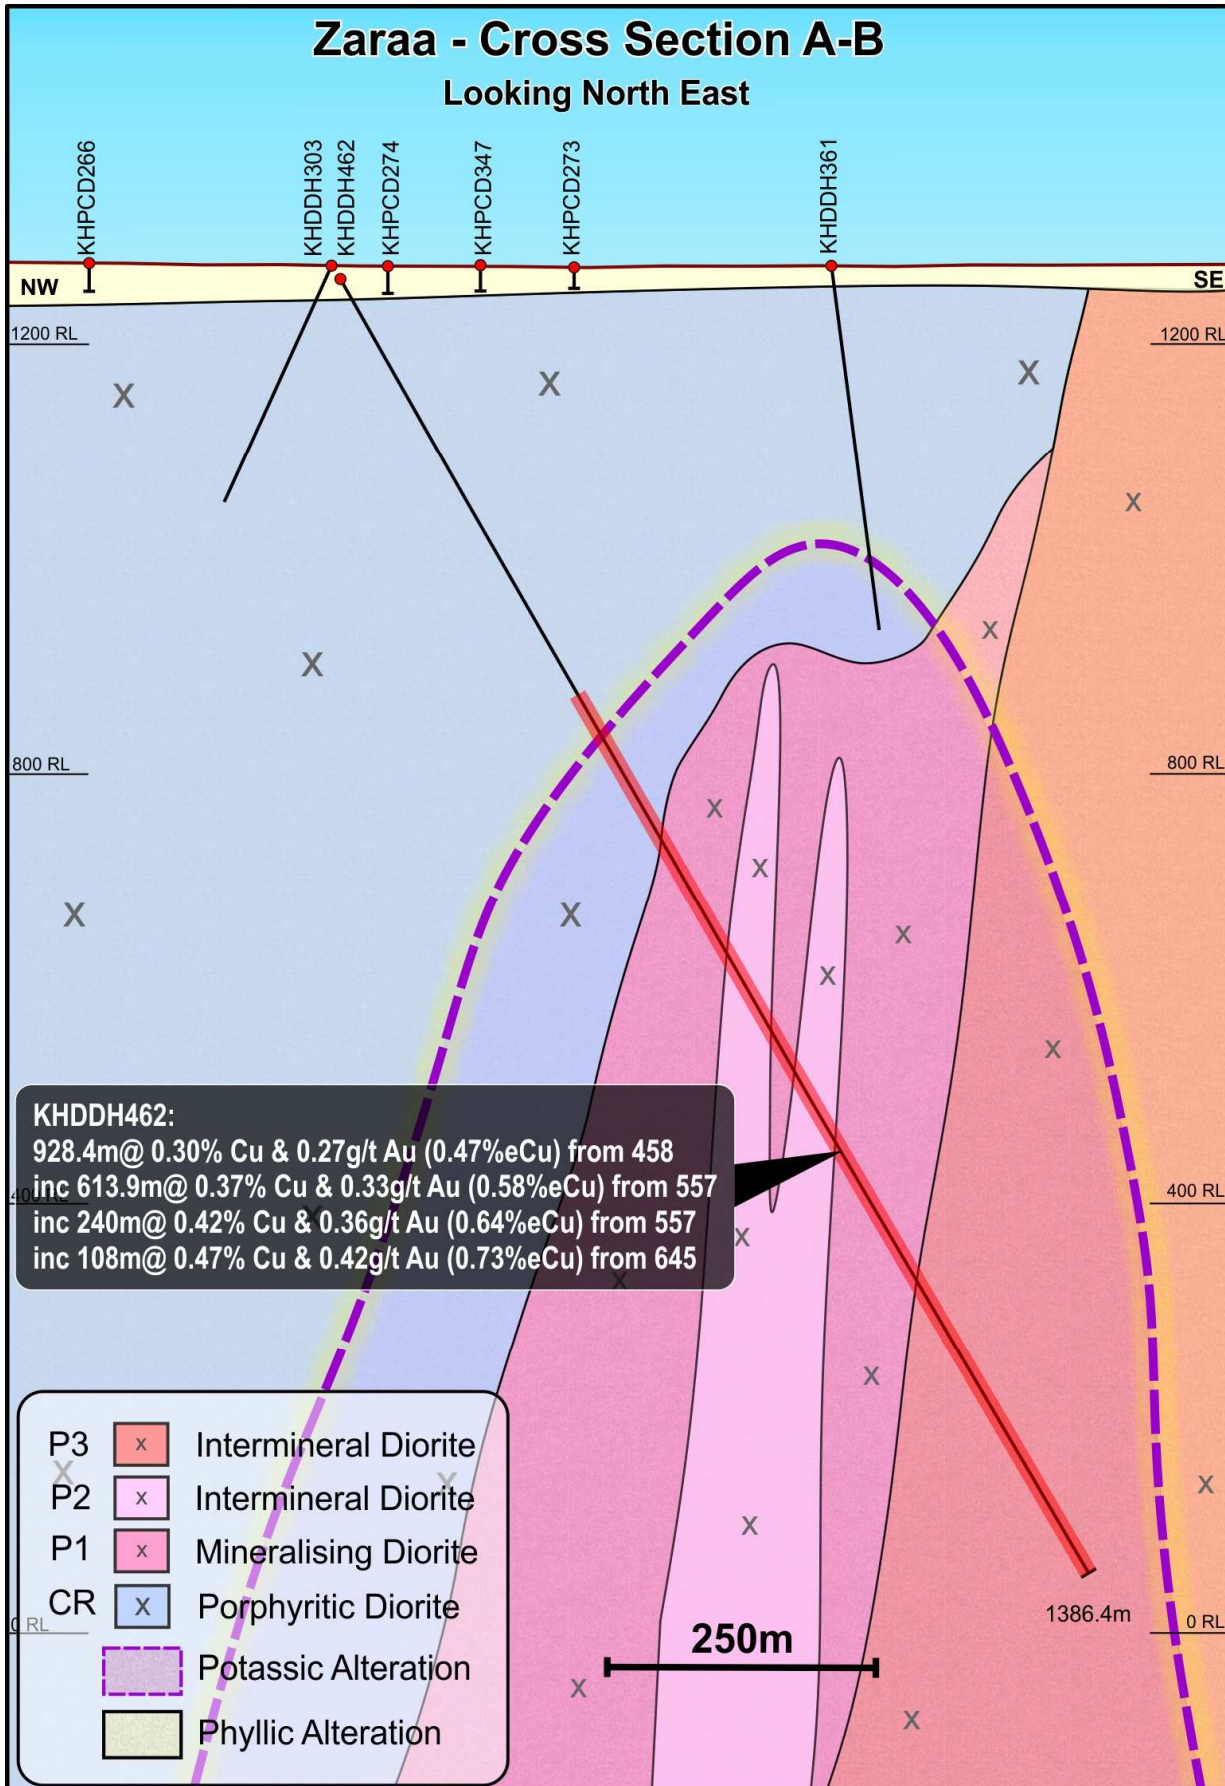 Zaraa - Cross Section A-B
Looking North East
KHPCD266
KHDDH303
KHDDH462
KHPCD274
KHPCD347
KHPCD273
KHDDH361
NW
SE
1200 RL
1200 RL
X
X
X
x
X
x
800 RL
800 RL
x
x
X
X
x
x
x
KHDDH462:
928.4m@ 0.30% Cu & 0.27g/t Au (0.47%eCu) from 458
inc 613.9m@ 0.37% Cu & 0.33g/t Au (0.58%eCu) from 557
inc 240m@ 0.42% Cu & 0.36g/t Au (0.64%eCu) from 557
inc 108m@ 0.47% Cu & 0.42g/t Au (0.73%eCu) from 645
400 RL
400 RL
X
x
x
x
P3 x Intermineral Diorite
X
X
x
P2 x Intermineral Diorite
x
P1 x Mineralising Diorite
CR X Porphyritic Diorite
0 RL
1386.4m
0 RL
250m
Potassic Alteration
x
x
Phyllic Alteration